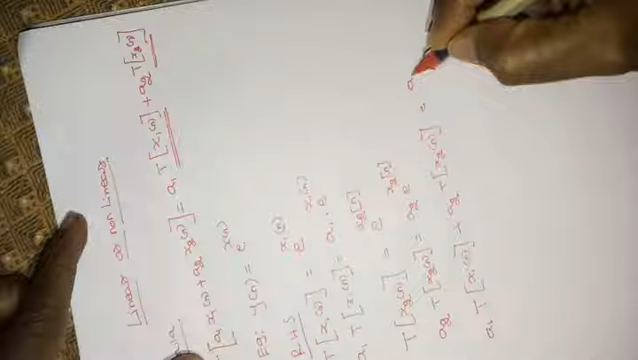 Linear or non Linear
T[a₁x₁(n) + a₂x₂(n)] = a₁T[x₁(n)] + a₂T[x₂(n)]
Eg: y(n) = e^x(n)
R.H.S
T[x₁(n)] = e^x₁(n)
a₁T[x₁(n)] = a₁.e^x₁(n)
T[x₂(n)] = e^x₂(n)
a₂T[x₂(n)] = a₂e^x₂(n)
a₁T[x₁(n)] + a₂T[x₂(n)] = a